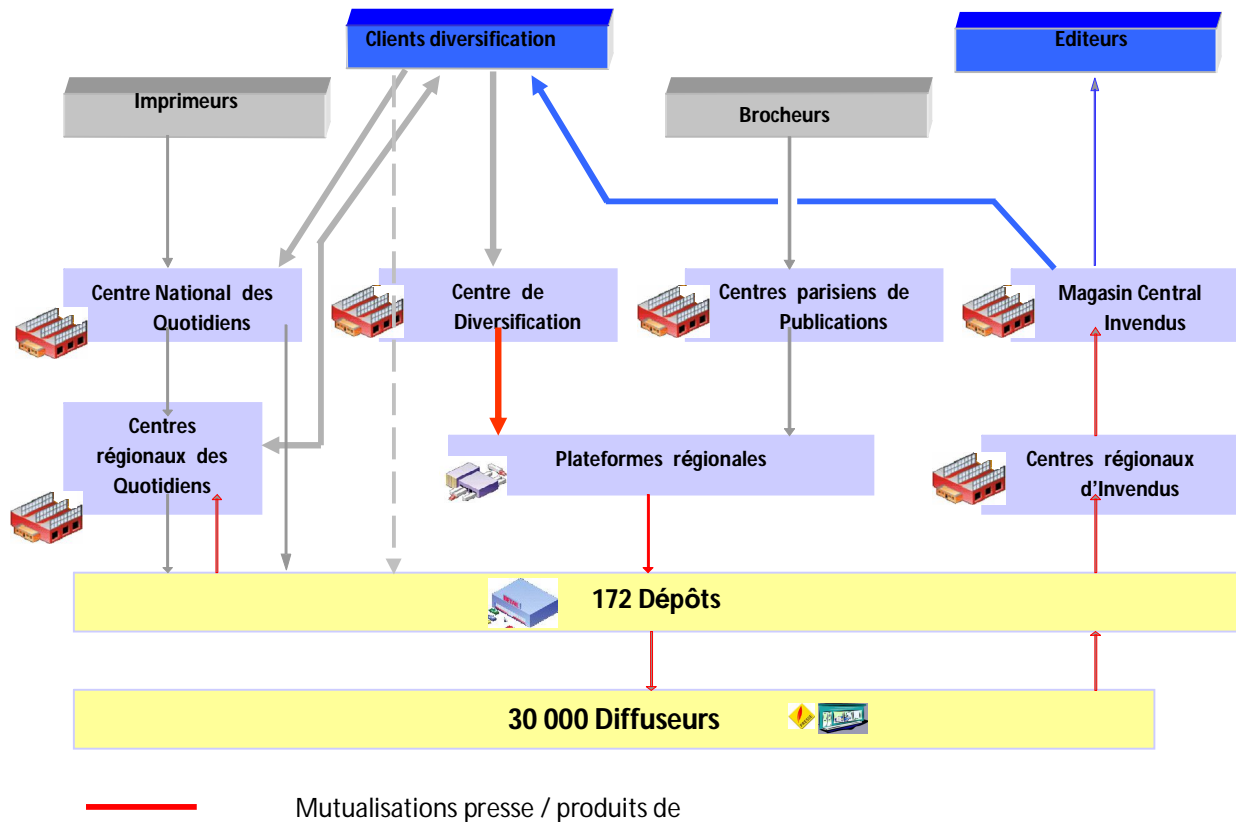 Clients diversification
Editeurs
Imprimeurs
Brocheurs
Centre National des
Quotidiens
Centre de
Diversification
Centres parisiens de
Publications
Magasin Central
Invendus
Centres
régionaux des
Quotidiens
Plateformes régionales
Centres régionaux
d'Invendus
172 Dépôts
30 000 Diffuseurs
Mutualisations presse / produits de